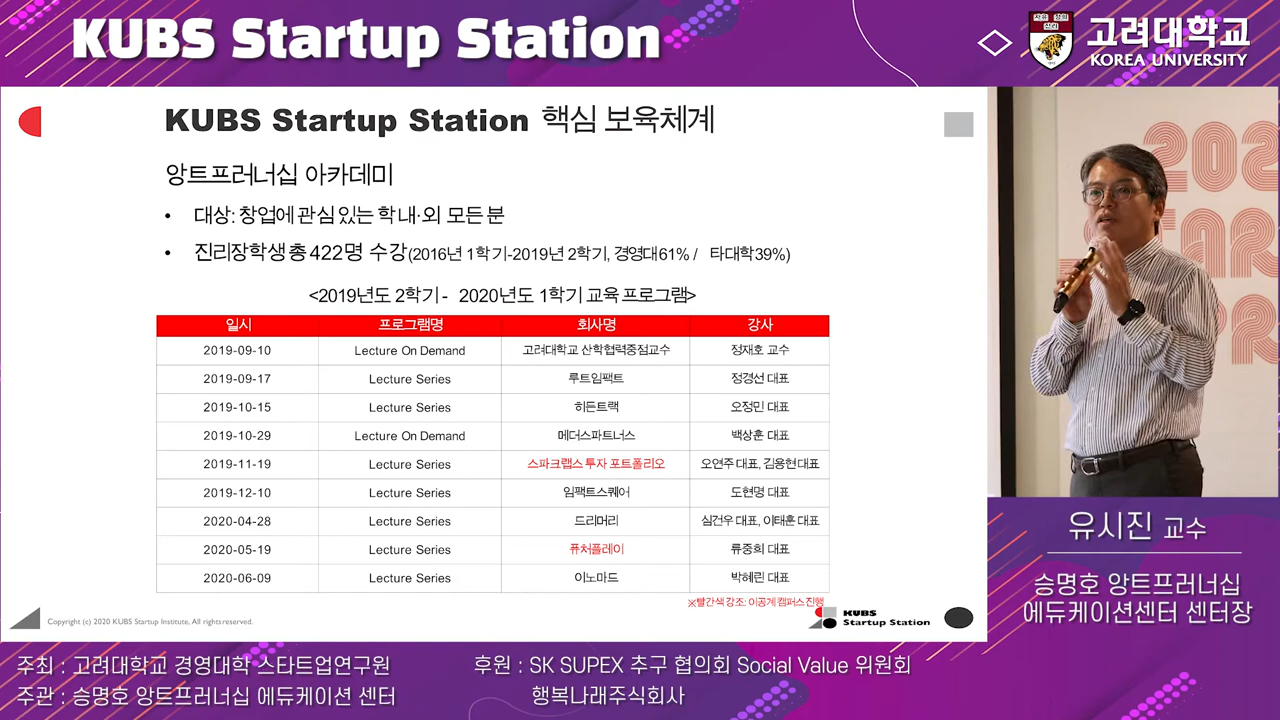 KUBS Startup Station
고려대학교
KOREA UNIVERSITY
KUBS Startup Station 핵심 보육체계
앙트프러너십 아카데미
• 대상: 창업에 관심 있는 학내·외 모든 분
• 진리장학생 총 422명 수강(2016년 1학기-2019년 2학기, 경영대61% / 타대학39%)
<2019년도 2학기 - 2020년도 1학기 교육 프로그램>
일시 프로그램명 회사명 강사
2019-09-10 Lecture On Demand 고려대학교 산학협력중점교수 정재호 교수
2019-09-17 Lecture Series 루트임팩트 정경선 대표
2019-10-15 Lecture Series 히든트랙 오정민 대표
2019-10-29 Lecture On Demand 메더스파트너스 백상훈 대표
2019-11-19 Lecture Series 스파크랩스 투자 포트폴리오 오연주 대표, 김용현 대표
2019-12-10 Lecture Series 임팩트스퀘어 도현명 대표
2020-04-28 Lecture Series 드리머리 심건우 대표, 이태훈 대표
2020-05-19 Lecture Series 퓨처플레이 류중희 대표
2020-06-09 Lecture Series 이노마드 박혜린 대표
※빨간색 강조: 이공계 캠퍼스 진행
Copyright (c) 2020 KUBS Startup Institute, All rights reserved.
KUBS
Startup Station
유시진 교수
승명호 앙트프러너십
에듀케이션센터 센터장
주최 : 고려대학교 경영대학 스타트업연구원
주관 : 승명호 앙트프러너십 에듀케이션 센터
후원 : SK SUPEX 추구 협의회 Social Value 위원회
행복나래주식회사